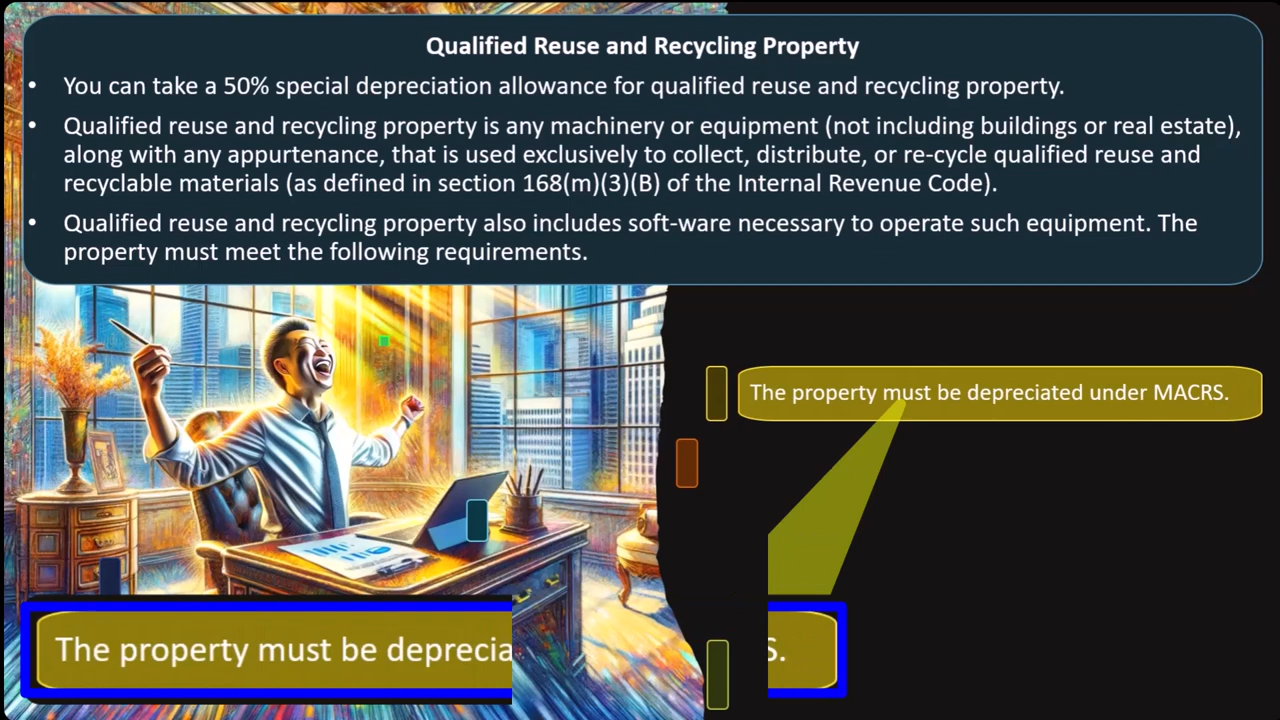 Qualified Reuse and Recycling Property
• You can take a 50% special depreciation allowance for qualified reuse and recycling property.
• Qualified reuse and recycling property is any machinery or equipment (not including buildings or real estate),
along with any appurtenance, that is used exclusively to collect, distribute, or re-cycle qualified reuse and
recyclable materials (as defined in section 168(m)(3)(B) of the Internal Revenue Code).
• Qualified reuse and recycling property also includes soft-ware necessary to operate such equipment. The
property must meet the following requirements.
The property must be depreciated under MACRS.
The property must be deprecia S.